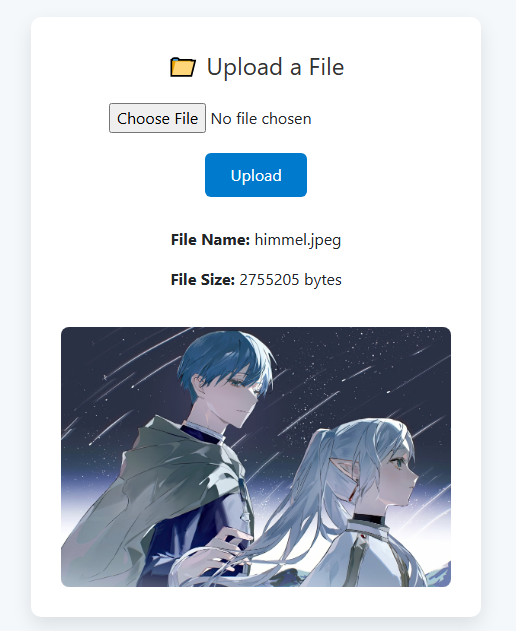 Upload a File
Choose File No file chosen
Upload
File Name: himmel.jpeg
File Size: 2755205 bytes